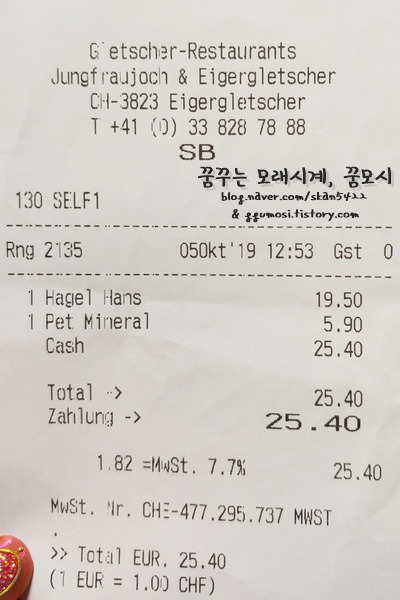 Gletscher-Restaurants
Jungfraujoch & Eigergletscher
CH-3823 Eigergletscher
T +41 (0) 33 828 78 88
SB
꿈꾸는 모래시계, 꿈모시
blog.naver.com/skan5422
& ggumosi.tistory.com
130 SELF1
Rng 2135 05Okt'19 12:53 Gst 0
1 Hagel Hans 19.50
1 Pet Mineral 5.90
Cash 25.40
Total -> 25.40
Zahlung -> 25.40
1.82 =MwSt. 7.7% 25.40
MwSt. Nr. CHE-477.295.737 MWST
.
>> Total EUR. 25.40
(1 EUR = 1.00 CHF)